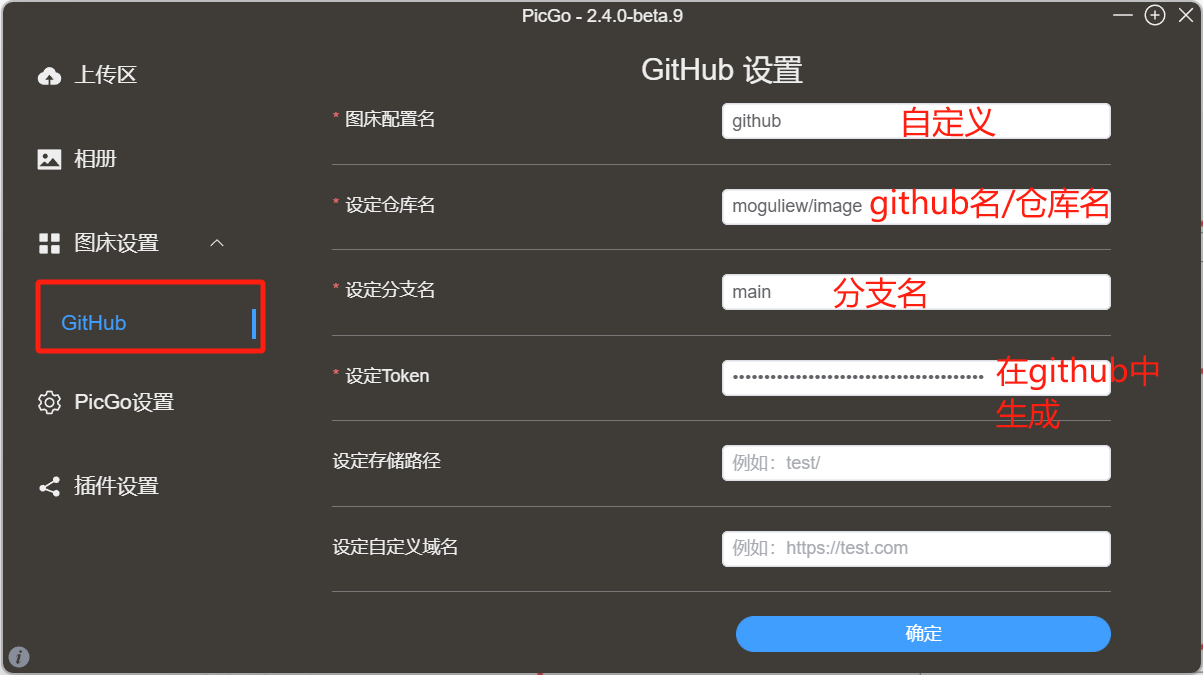 PicGo - 2.4.0-beta.9
上传区
相册
图床设置
GitHub
PicGo设置
插件设置
GitHub 设置
* 图床配置名
github 自定义
* 设定仓库名
moguliew/image github名/仓库名
* 设定分支名
main 分支名
* 设定Token
••••••••••••••••••••••••••••••••••••••••
在github中
生成
设定存储路径
例如：test/
设定自定义域名
例如：https://test.com
确定